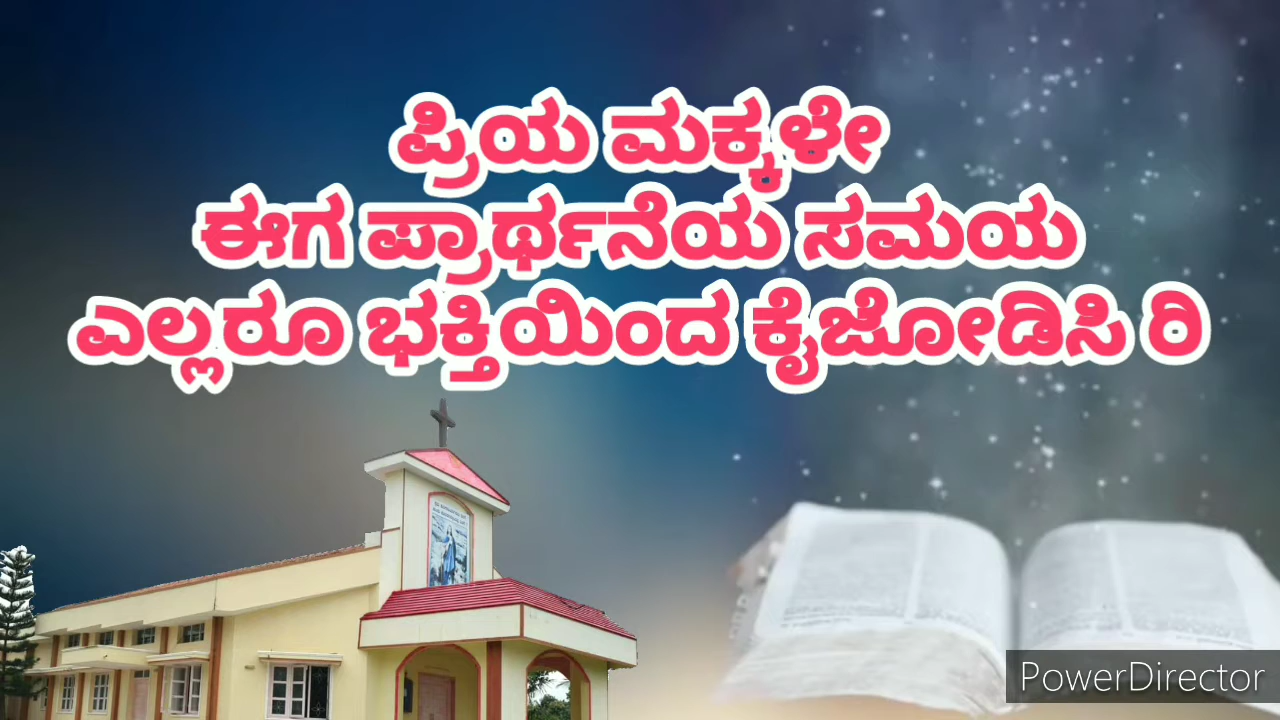 ಪ್ರಿಯ ಮಕ್ಕಳೇ
ಈಗ ಪ್ರಾರ್ಥನೆಯ ಸಮಯ
ಎಲ್ಲರೂ ಭಕ್ತಿಯಿಂದ ಕೈಜೋಡಿಸಿ ರಿ
PowerDirector